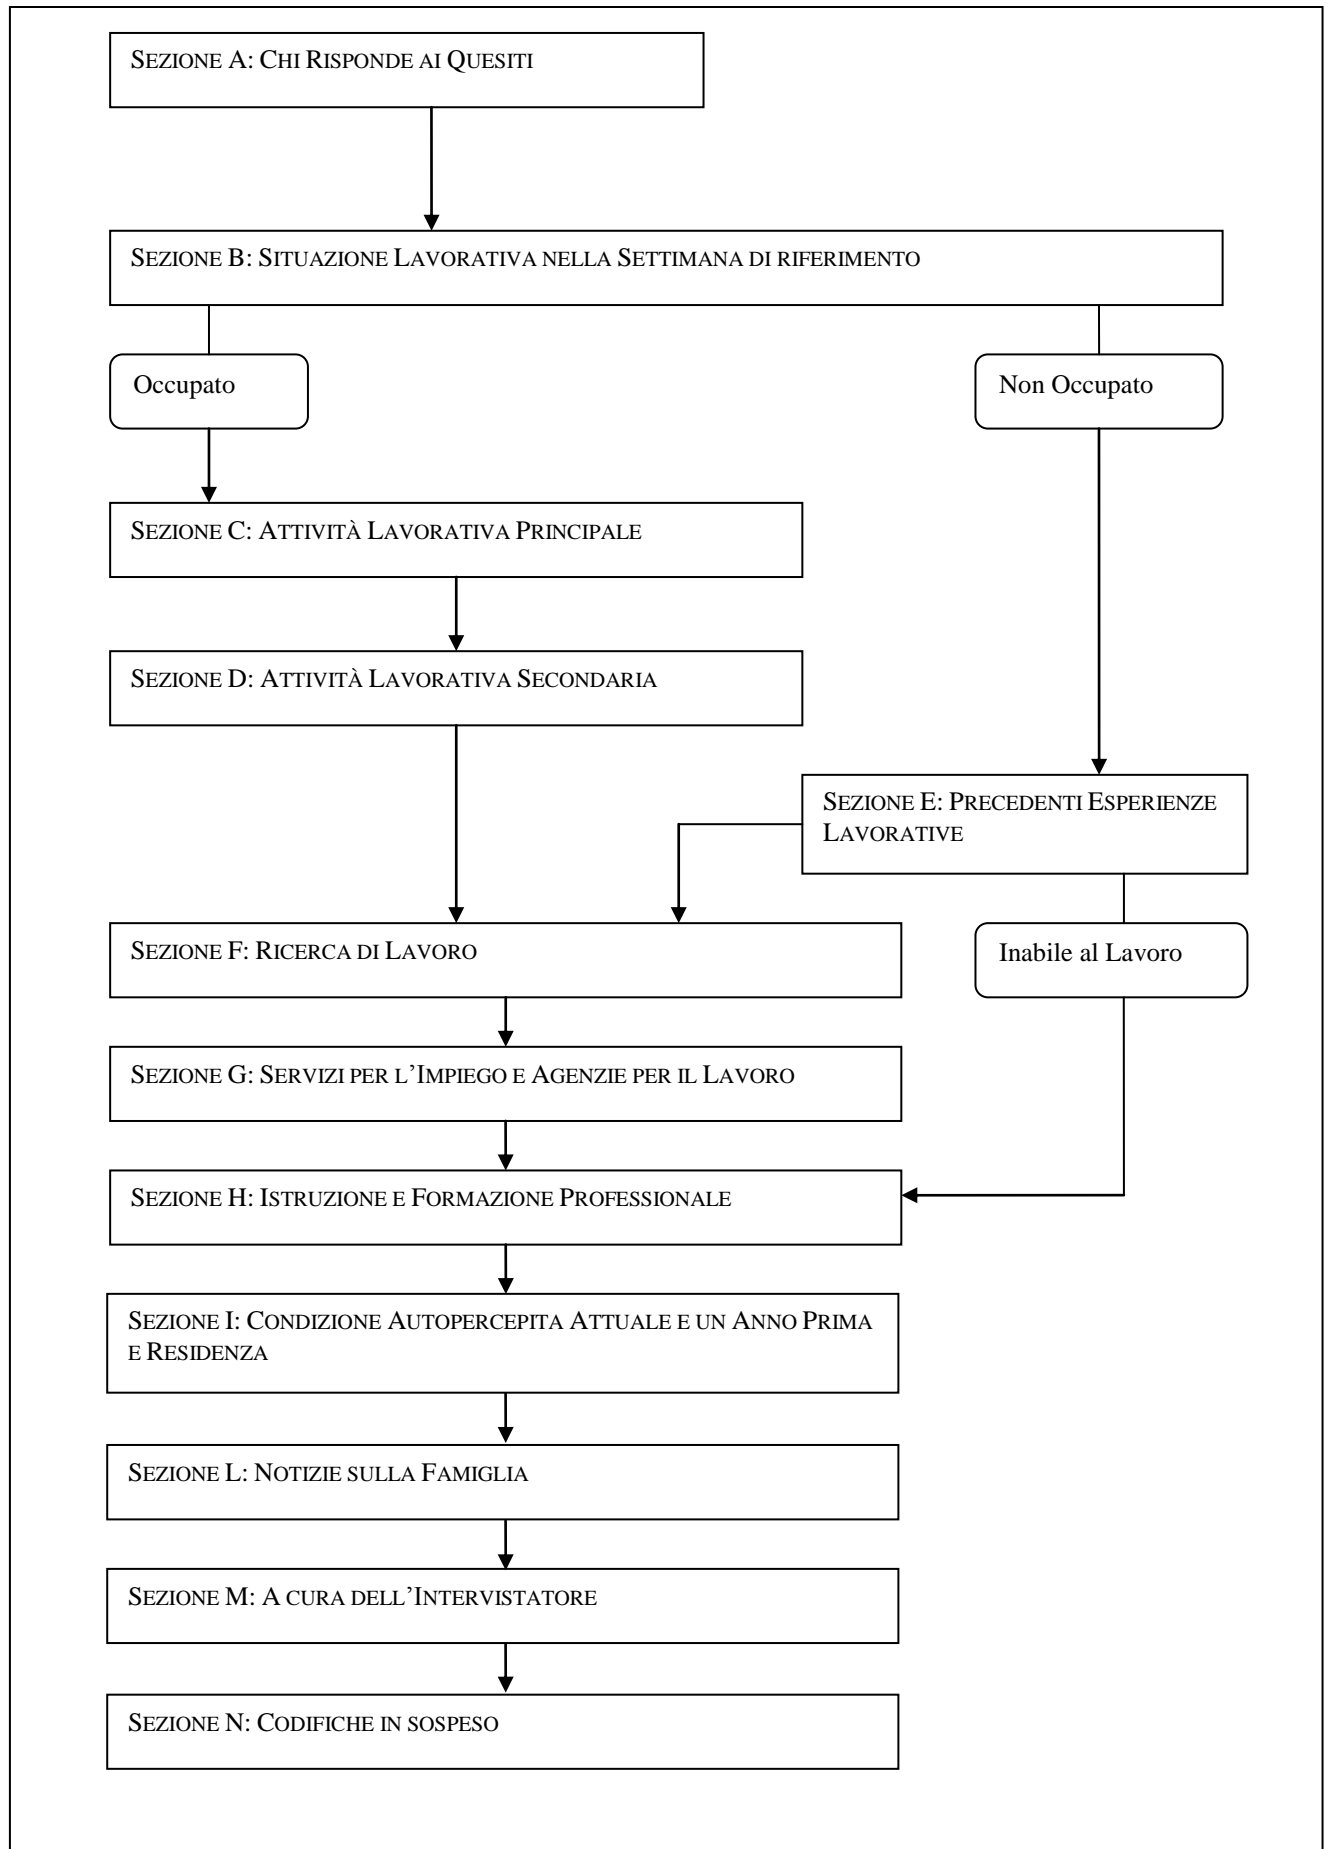 SEZIONE A: CHI RISPONDE AI QUESITI
SEZIONE B: SITUAZIONE LAVORATIVA NELLA SETTIMANA DI RIFERIMENTO
Occupato
Non Occupato
SEZIONE C: ATTIVITÀ LAVORATIVA PRINCIPALE
SEZIONE D: ATTIVITÀ LAVORATIVA SECONDARIA
SEZIONE E: PRECEDENTI ESPERIENZE
LAVORATIVE
SEZIONE F: RICERCA DI LAVORO
Inabile al Lavoro
SEZIONE G: SERVIZI PER L’IMPIEGO E AGENZIE PER IL LAVORO
SEZIONE H: ISTRUZIONE E FORMAZIONE PROFESSIONALE
SEZIONE I: CONDIZIONE AUTOPERCEPITA ATTUALE E UN ANNO PRIMA
E RESIDENZA
SEZIONE L: NOTIZIE SULLA FAMIGLIA
SEZIONE M: A CURA DELL’INTERVISTATORE
SEZIONE N: CODIFICHE IN SOSPESO